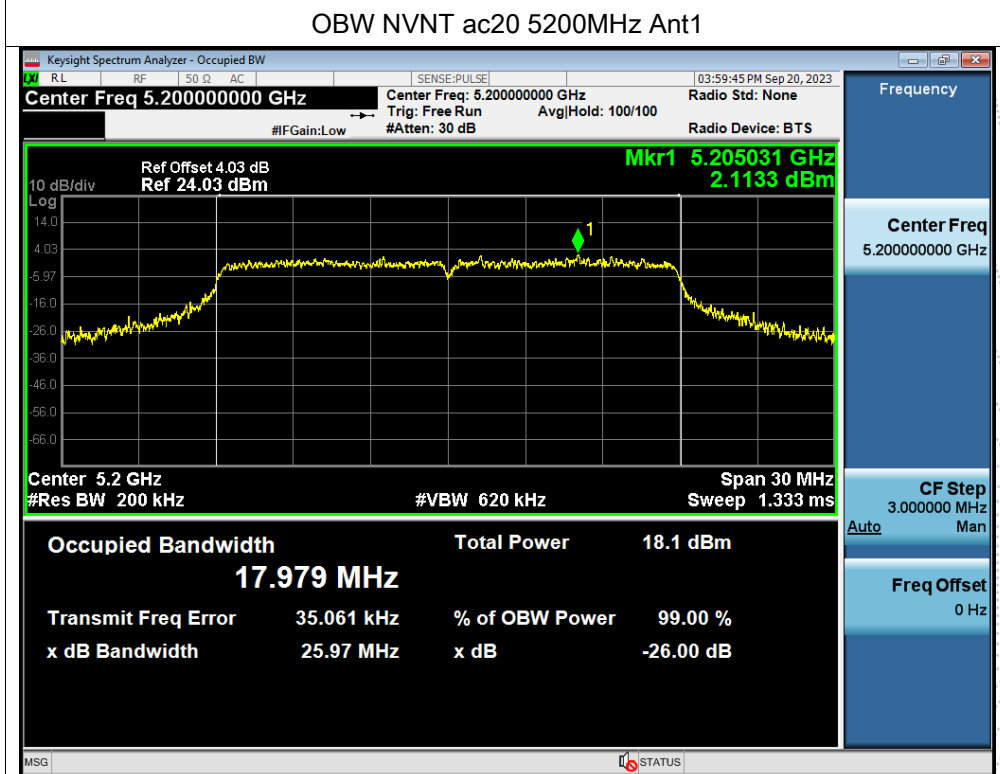 OBW NVNT ac20 5200MHz Ant1
Keysight Spectrum Analyzer - Occupied BW
LXI RL RF 50 Ω AC SENSE:PULSE 03:59:45 PM Sep 20, 2023
Center Freq 5.200000000 GHz Center Freq: 5.200000000 GHz Radio Std: None
Trig: Free Run Avg|Hold: 100/100
#IFGain:Low #Atten: 30 dB Radio Device: BTS
Mkr1 5.205031 GHz
2.1133 dBm
Ref Offset 4.03 dB
10 dB/div Ref 24.03 dBm
Log
14.0
1
4.03
-5.97
-16.0
-26.0
-36.0
-46.0
-56.0
-66.0
Center 5.2 GHz Span 30 MHz
#Res BW 200 kHz #VBW 620 kHz Sweep 1.333 ms
Occupied Bandwidth Total Power 18.1 dBm
17.979 MHz
Transmit Freq Error 35.061 kHz % of OBW Power 99.00 %
x dB Bandwidth 25.97 MHz x dB -26.00 dB
MSG STATUS
Frequency
Center Freq
5.200000000 GHz
CF Step
3.000000 MHz
Auto Man
Freq Offset
0 Hz